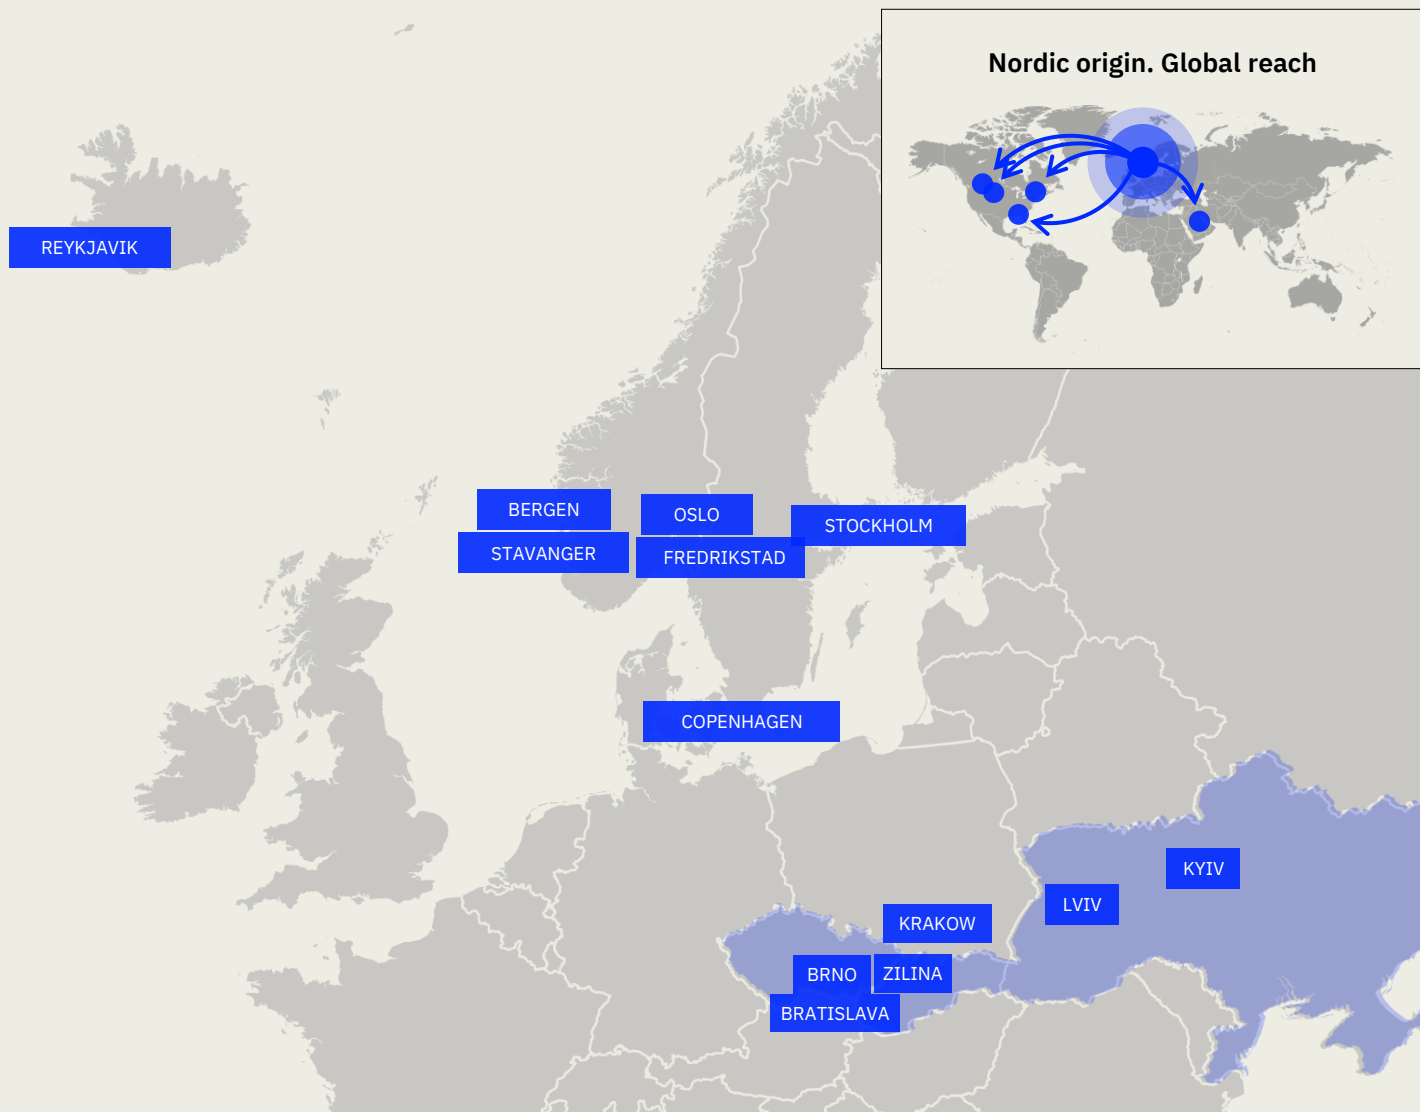 Nordic origin. Global reach
REYKJAVIK
BERGEN
OSLO
STOCKHOLM
STAVANGER
FREDRIKSTAD
COPENHAGEN
KYIV
LVIV
KRAKOW
BRNO
ZILINA
BRATISLAVA